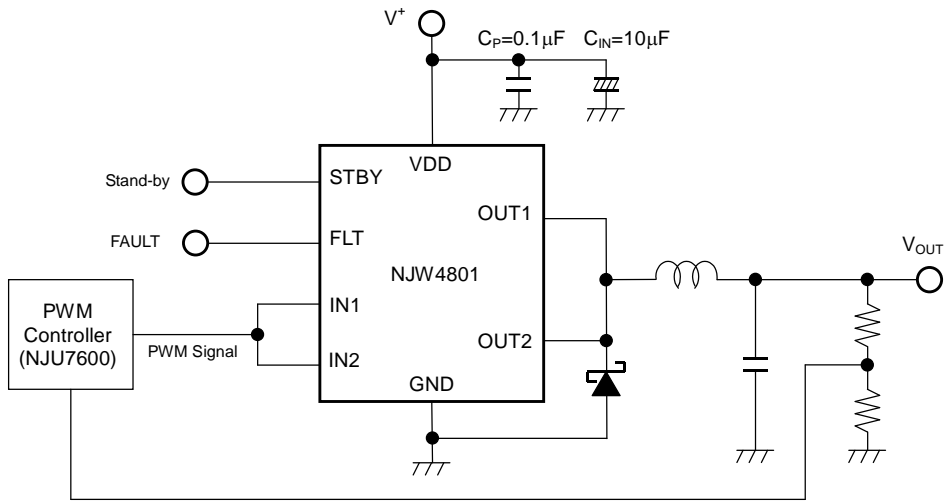 V+
CP=0.1μF
CIN=10μF
VDD
Stand-by
STBY
OUT1
FAULT
FLT
VOUT
NJW4801
PWM
Controller
(NJU7600)
IN1
PWM Signal
OUT2
IN2
GND